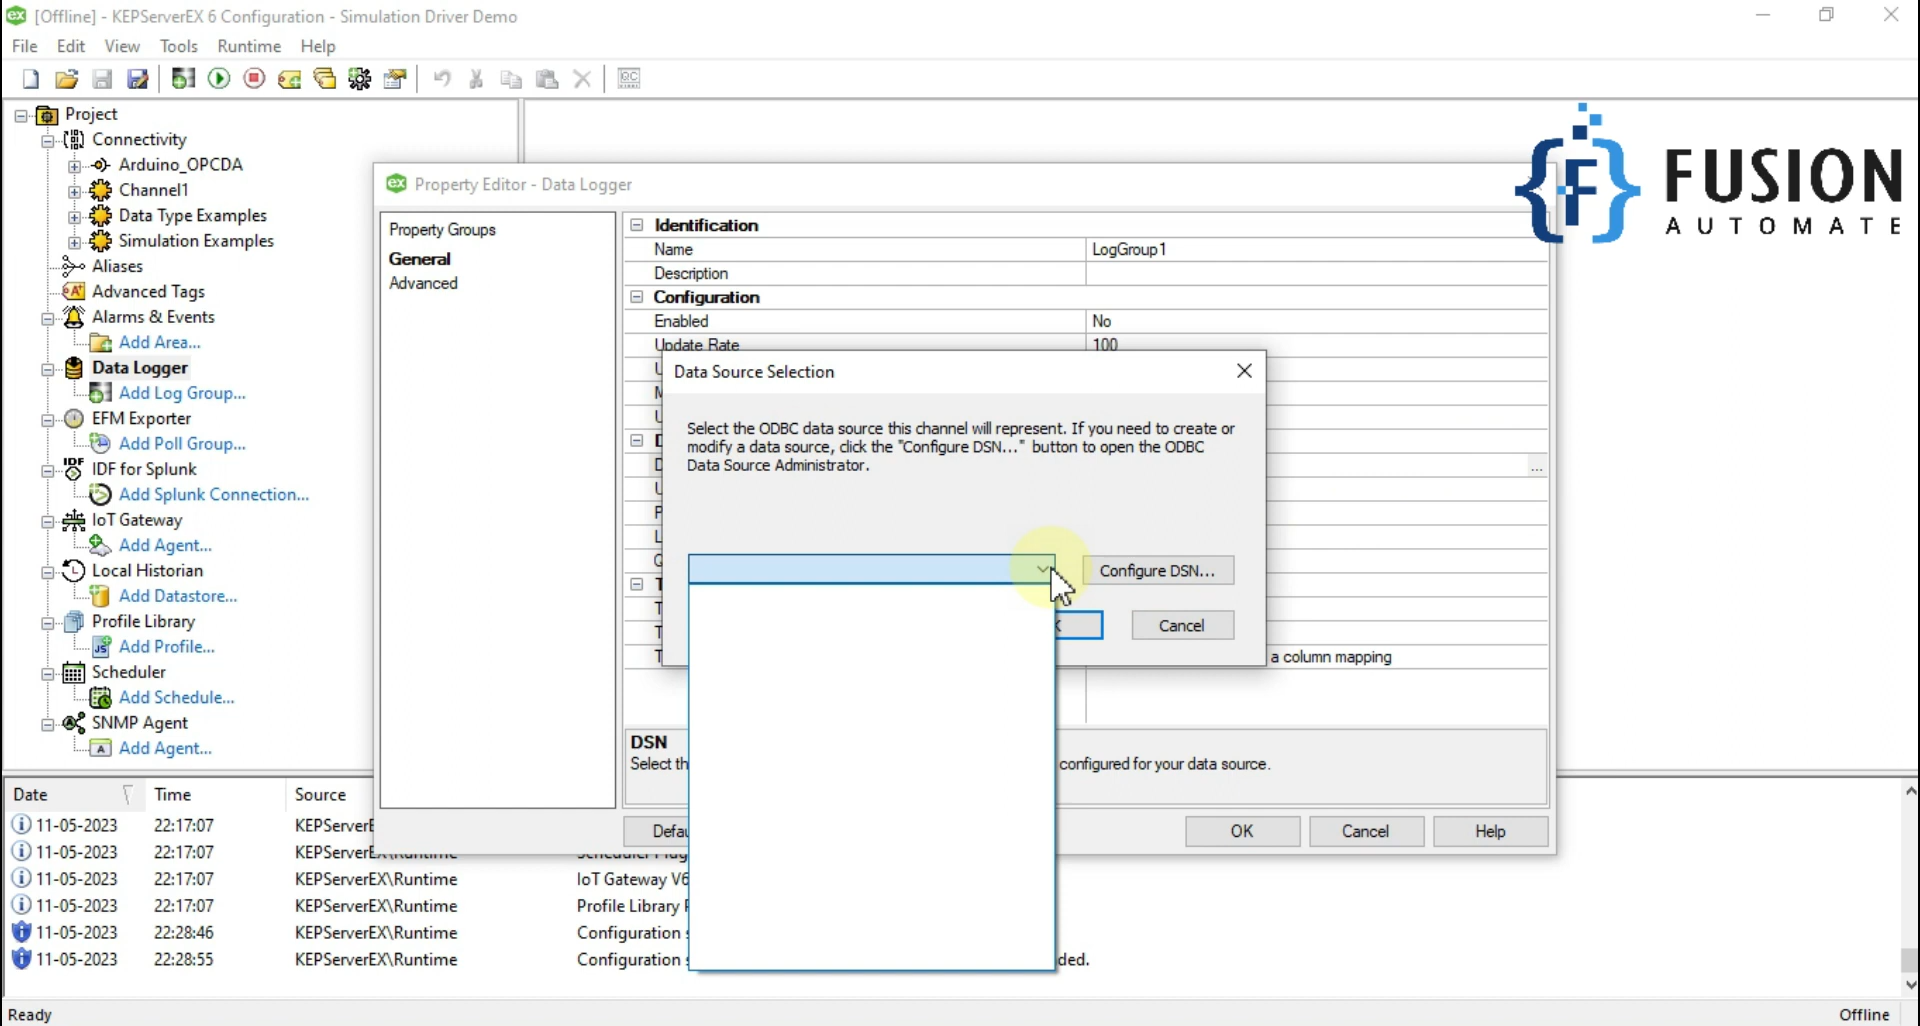 [Offline] - KEPServerEX 6 Configuration - Simulation Driver Demo
File Edit View Tools Runtime Help
Project
Connectivity
Arduino_OPCDA
Channel1
Data Type Examples
Simulation Examples
Aliases
Advanced Tags
Alarms & Events
Add Area...
Data Logger
Add Log Group...
EFM Exporter
Add Poll Group...
IDF for Splunk
Add Splunk Connection...
IoT Gateway
Add Agent...
Local Historian
Add Datastore...
Profile Library
Add Profile...
Scheduler
Add Schedule...
SNMP Agent
Add Agent...
FUSION
AUTOMATE
Property Editor - Data Logger
Property Groups
General
Advanced
Identification
Name LogGroup1
Description
Configuration
Enabled No
Update Rate 100
Data Source Selection
Select the ODBC data source this channel will represent. If you need to create or
modify a data source, click the "Configure DSN..." button to open the ODBC
Data Source Administrator.
...
Configure DSN...
Cancel
a column mapping
DSN
Select th
configured for your data source.
Defau
OK Cancel Help
Date Time Source
11-05-2023 22:17:07 KEPServerE
11-05-2023 22:17:07
11-05-2023 22:17:07 KEPServerEX\Runtime IoT Gateway V6
11-05-2023 22:17:07 KEPServerEX\Runtime Profile Library
11-05-2023 22:28:46 KEPServerEX\Runtime Configuration
11-05-2023 22:28:55 KEPServerEX\Runtime Configuration ded.
Ready Offline